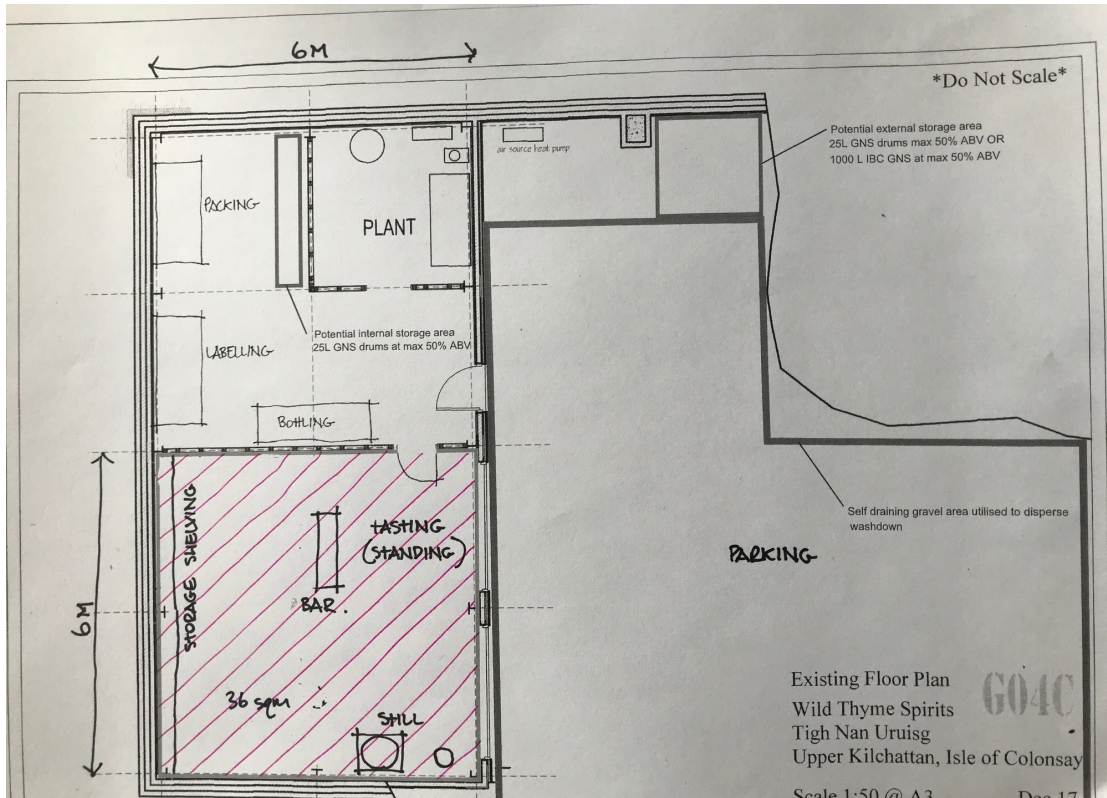 6M
*Do Not Scale*
Potential external storage area
25L GNS drums max 50% ABV OR
1000 L IBC GNS at max 50% ABV
air source heat pump
PACKING
PLANT
Potential internal storage area
25L GNS drums at max 50% ABV
LABELLING
BOTTLING
STORAGE SHELVING
TASTING
(STANDING)
BAR.
6M
36 sqm
STILL
Self draining gravel area utilised to disperse
washdown
PARKING
Existing Floor Plan
G04C
Wild Thyme Spirits
Tigh Nan Uruisg
Upper Kilchattan, Isle of Colonsay
Scale 1:50 @ A3 Dec 17